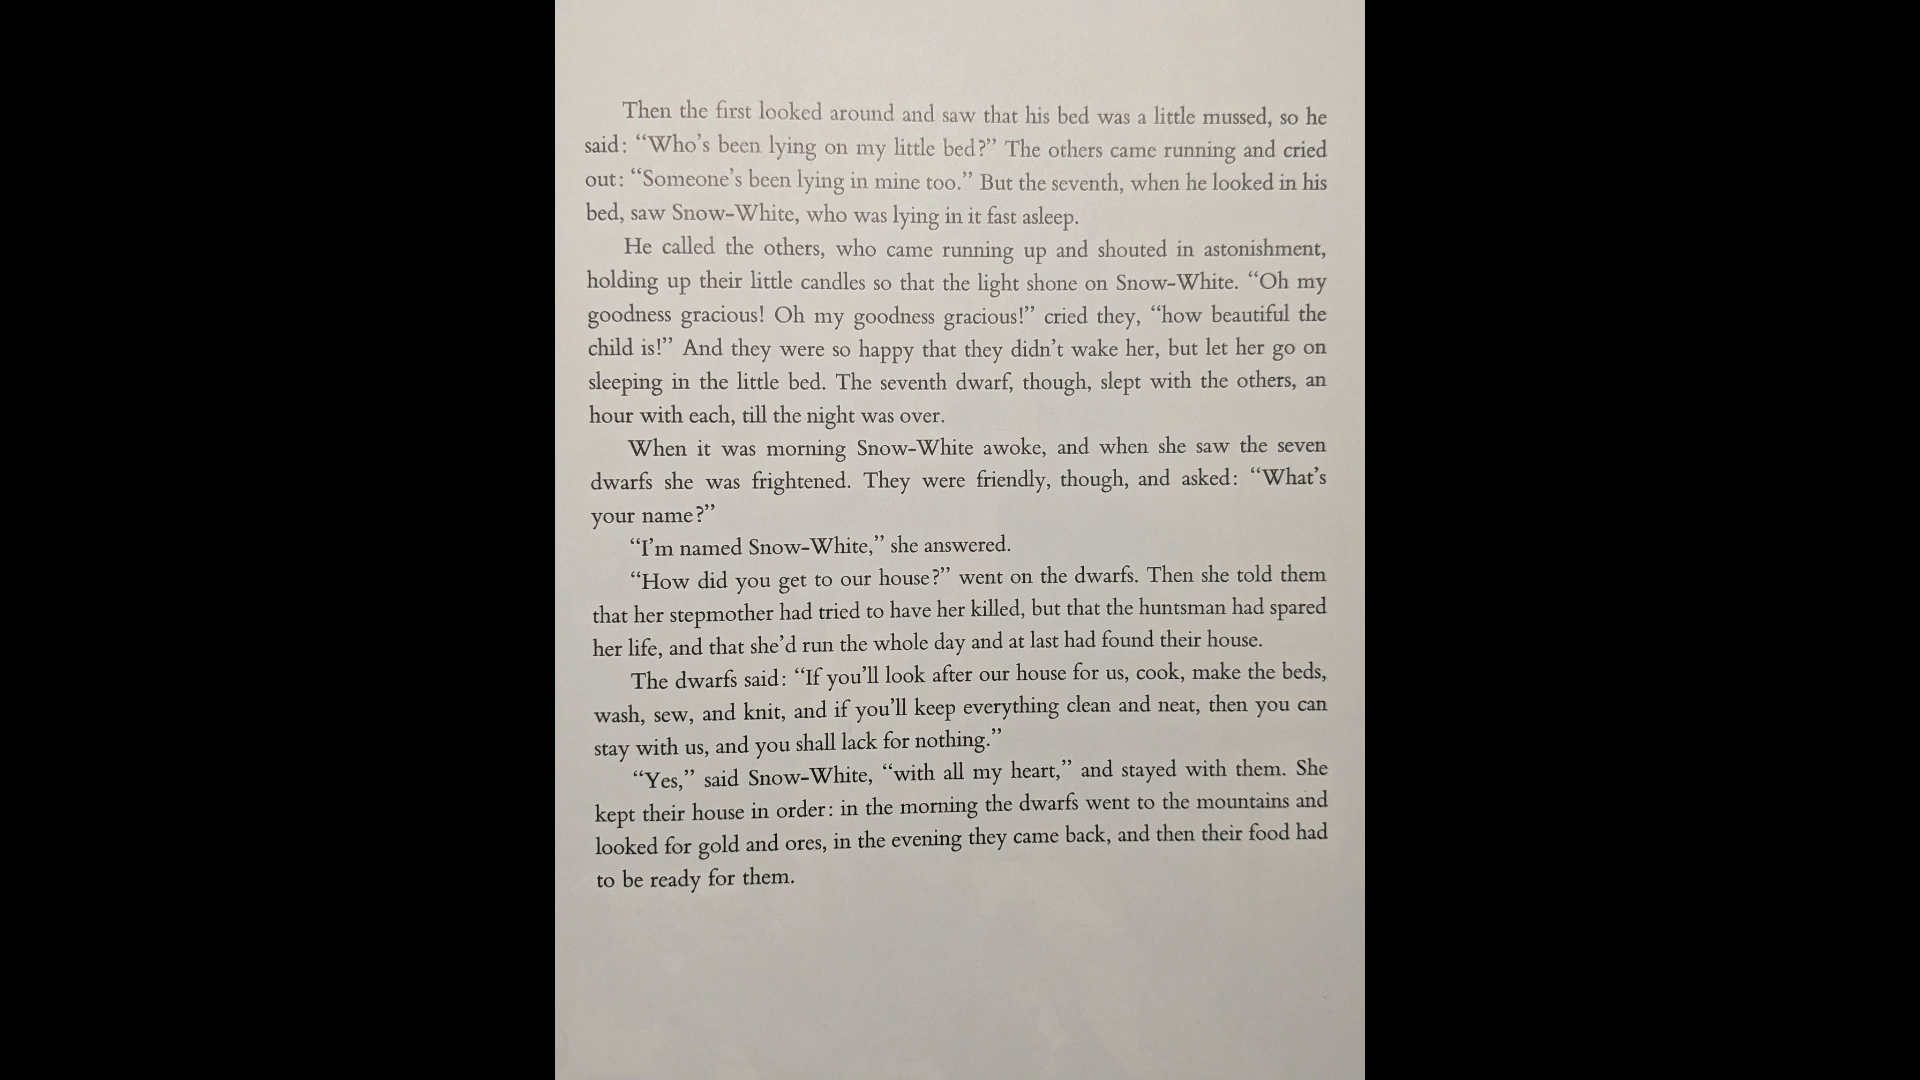 Then the first looked around and saw that his bed was a little mussed, so he
said: “Who’s been lying on my little bed?” The others came running and cried
out: “Someone’s been lying in mine too.” But the seventh, when he looked in his
bed, saw Snow-White, who was lying in it fast asleep.
He called the others, who came running up and shouted in astonishment,
holding up their little candles so that the light shone on Snow-White. “Oh my
goodness gracious! Oh my goodness gracious!” cried they, “how beautiful the
child is!” And they were so happy that they didn’t wake her, but let her go on
sleeping in the little bed. The seventh dwarf, though, slept with the others, an
hour with each, till the night was over.
When it was morning Snow-White awoke, and when she saw the seven
dwarfs she was frightened. They were friendly, though, and asked: “What’s
your name?”
“I’m named Snow-White,” she answered.
“How did you get to our house?” went on the dwarfs. Then she told them
that her stepmother had tried to have her killed, but that the huntsman had spared
her life, and that she’d run the whole day and at last had found their house.
The dwarfs said: “If you’ll look after our house for us, cook, make the beds,
wash, sew, and knit, and if you’ll keep everything clean and neat, then you can
stay with us, and you shall lack for nothing.”
“Yes,” said Snow-White, “with all my heart,” and stayed with them. She
kept their house in order: in the morning the dwarfs went to the mountains and
looked for gold and ores, in the evening they came back, and then their food had
to be ready for them.